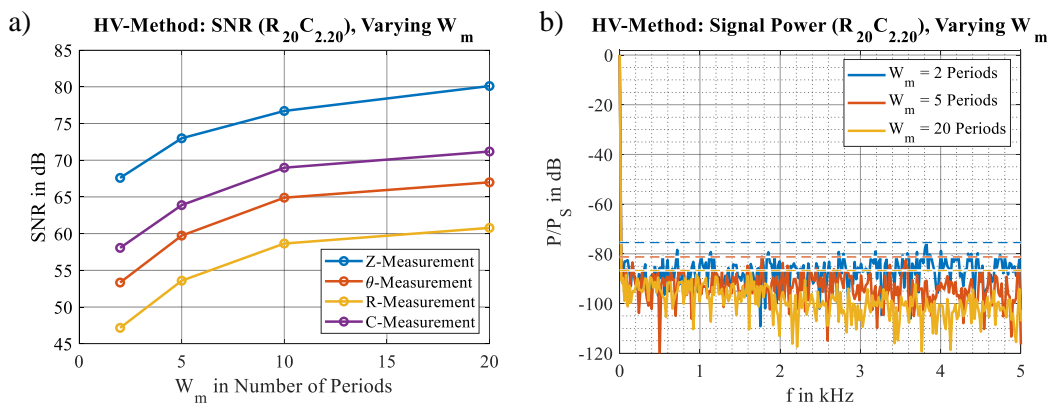 a)
HV-Method: SNR (R20C2.20), Varying Wm
85
80
75
70
65
60
55
50
45
SNR in dB
Z-Measurement
θ-Measurement
R-Measurement
C-Measurement
5
10
15
20
Wm in Number of Periods
b)
HV-Method: Signal Power (R20C2.20), Varying Wm
0
-20
-40
-60
-80
-100
-120
P/PS in dB
Wm = 2 Periods
Wm = 5 Periods
Wm = 20 Periods
0
1
2
3
4
5
f in kHz